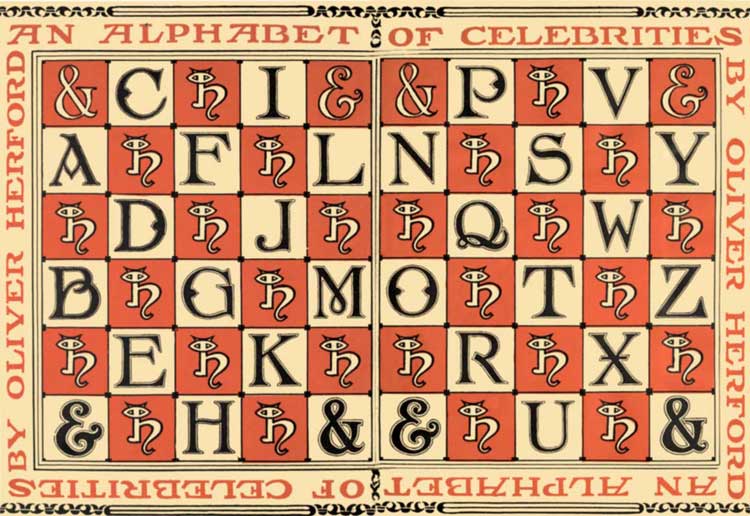 AN ALPHABET OF CELEBRITIES
BY OLIVER HERFORD
& C h I & & P h V &
A h F h L N h S h Y
h D h J h h Q h W h
B h G h M O h T h Z
h E h K h h R h X h
& h H h & & h U h &
BY OLIVER HERFORD
AN ALPHABET OF CELEBRITIES